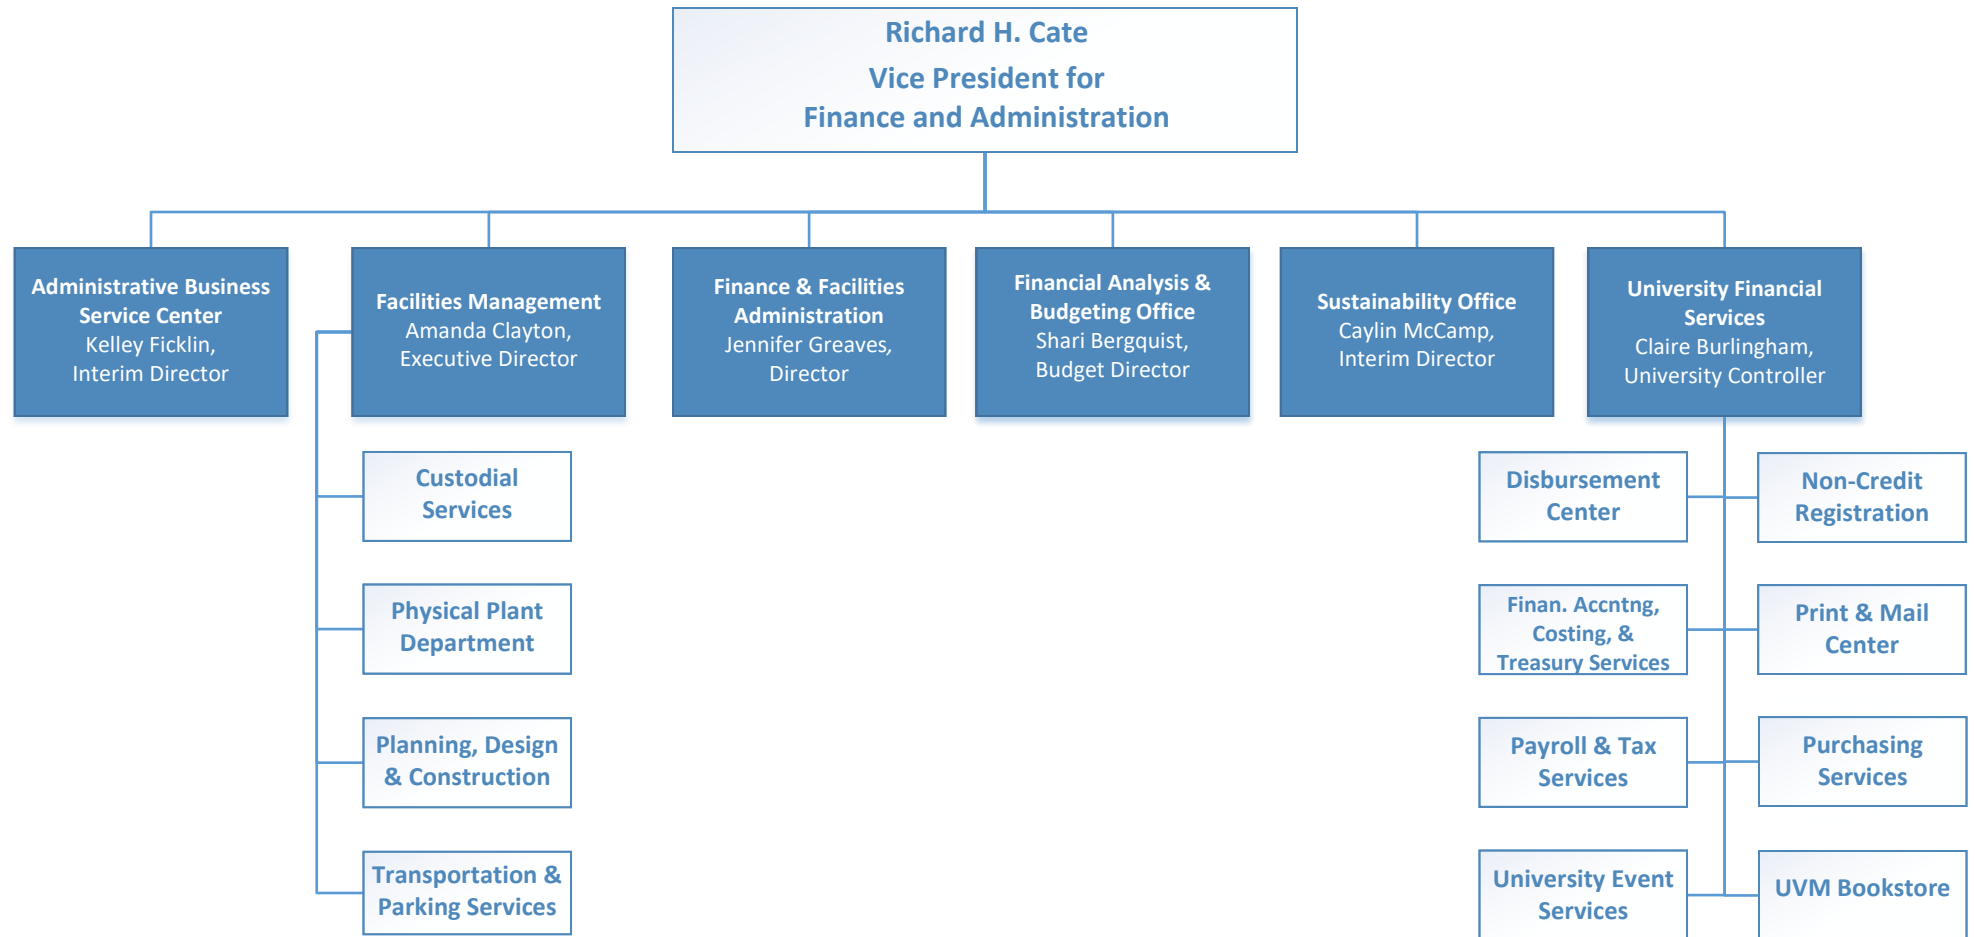 Richard H. Cate
Vice President for
Finance and Administration
Administrative Business
Service Center
Kelley Ficklin,
Interim Director
Facilities Management
Amanda Clayton,
Executive Director
Finance & Facilities
Administration
Jennifer Greaves,
Director
Financial Analysis &
Budgeting Office
Shari Bergquist,
Budget Director
Sustainability Office
Caylin McCamp,
Interim Director
University Financial
Services
Claire Burlingham,
University Controller
Custodial
Services
Physical Plant
Department
Planning, Design
& Construction
Transportation &
Parking Services
Disbursement
Center
Non-Credit
Registration
Finan. Accntng,
Costing, &
Treasury Services
Print & Mail
Center
Payroll & Tax
Services
Purchasing
Services
University Event
Services
UVM Bookstore